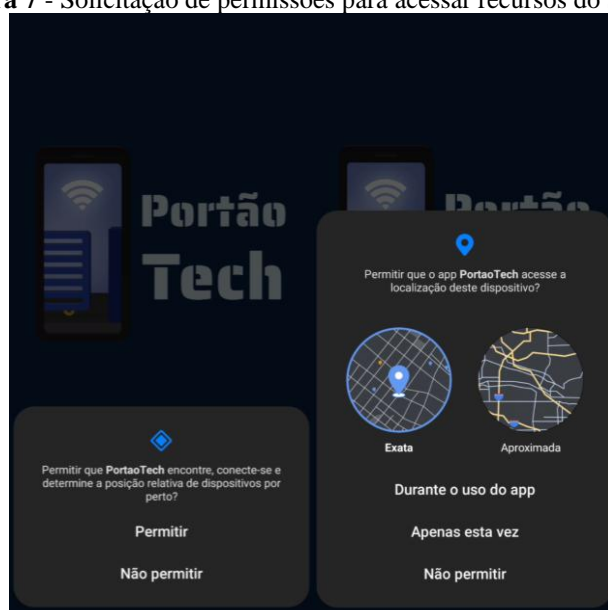 a 7 - Solicitação de permissões para acessar recursos do
Portão
Tech
Permitir que PortaoTech encontre, conecte-se e
determine a posição relativa de dispositivos por
perto?
Permitir
Não permitir
Portão
Permitir que o app PortaoTech acesse a
localização deste dispositivo?
Exata
Aproximada
Durante o uso do app
Apenas esta vez
Não permitir